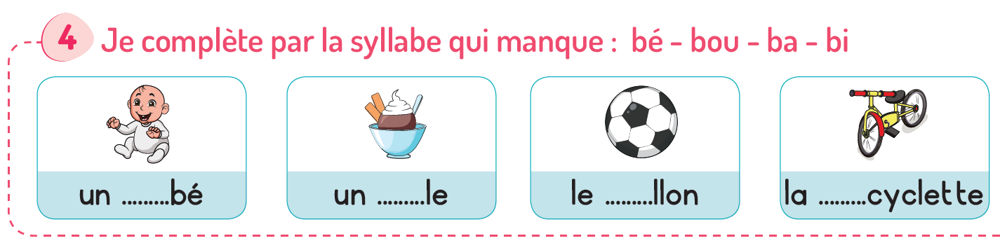 4 Je complète par la syllabe qui manque : bé - bou - ba - bi
un .........bé
un .........le
le .........llon
la .........cyclette